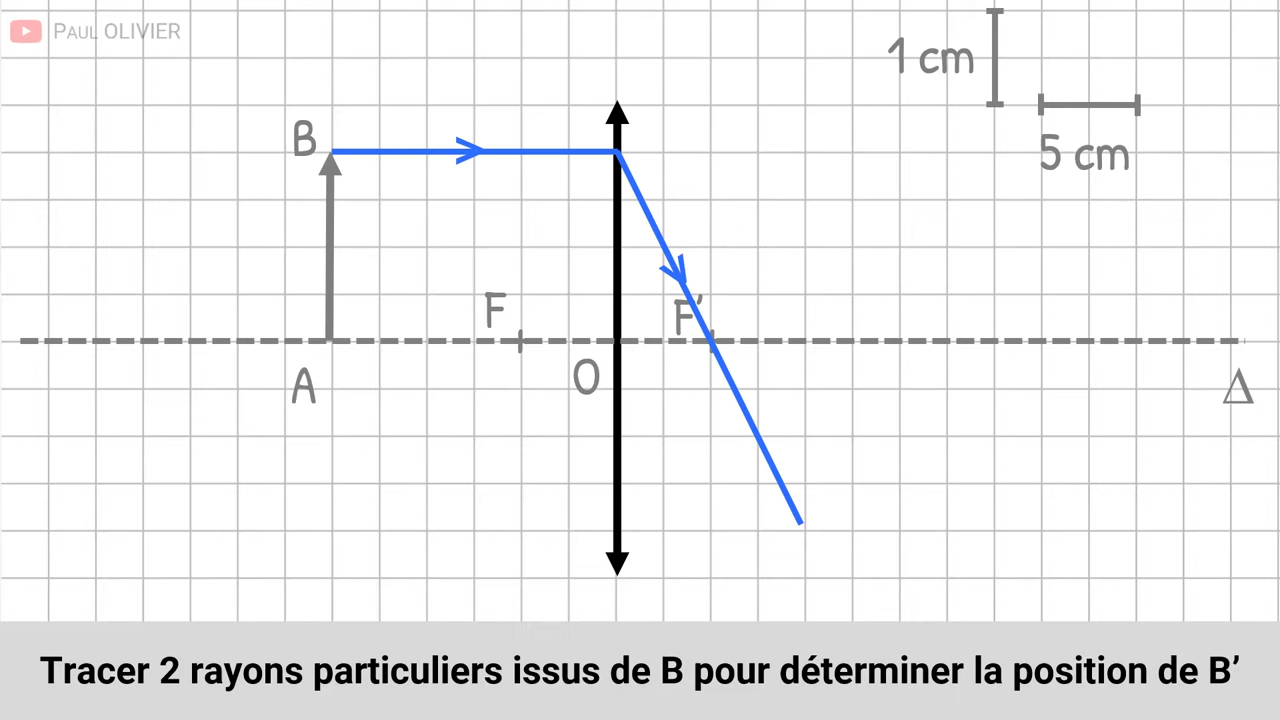 PAUL OLIVIER
1 cm
5 cm
B
F
F'
O
A
Δ
Tracer 2 rayons particuliers issus de B pour déterminer la position de B’